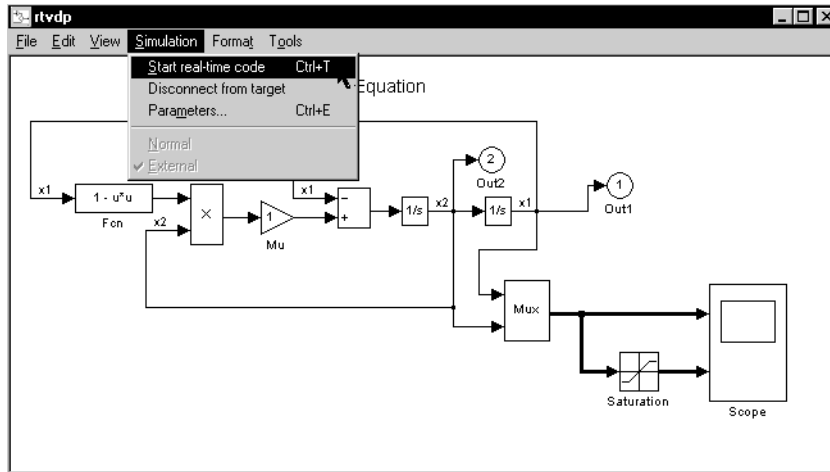 rtvdp
File Edit View Simulation Format Tools
Start real-time code Ctrl+T
Disconnect from target
Parameters... Ctrl+E
Normal
External
Equation
x1
1 - u*u
Fcn
x2
×
1
Mu
x1
−
+
1/s
x2
1/s
x1
2
Out2
1
Out1
Mux
Saturation
Scope